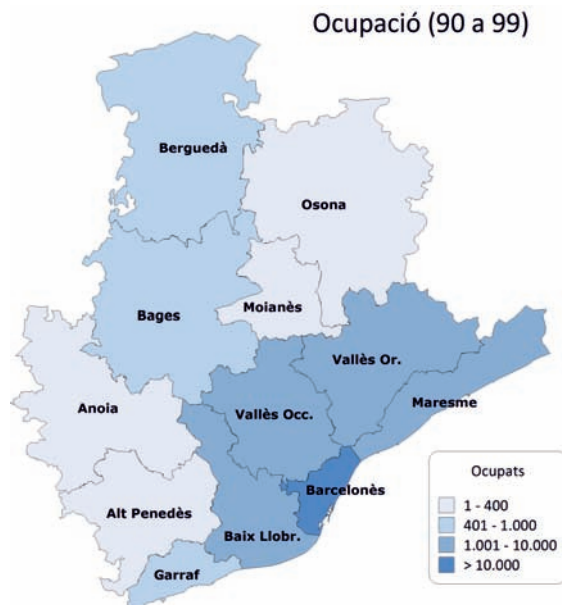 Ocupació (90 a 99)
Berguedà
Osona
Bages
Moianès
Vallès Or.
Anoia
Vallès Occ.
Maresme
Barcelonès
Alt Penedès
Baix Llobr.
Garraf
Ocupats
1 - 400
401 - 1.000
1.001 - 10.000
> 10.000